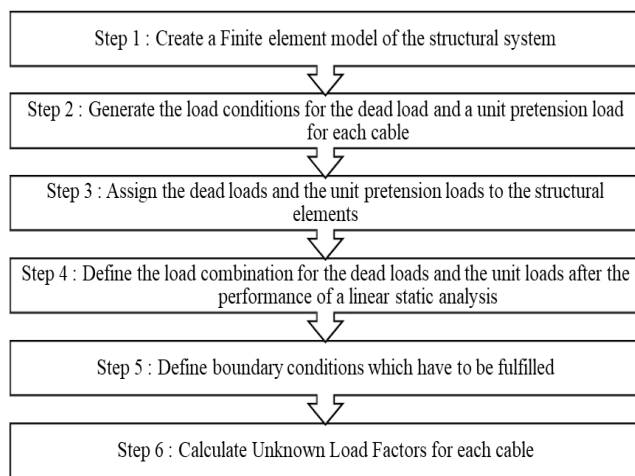 Step 1 : Create a Finite element model of the structural system
Step 2 : Generate the load conditions for the dead load and a unit pretension load
for each cable
Step 3 : Assign the dead loads and the unit pretension loads to the structural
elements
Step 4 : Define the load combination for the dead loads and the unit loads after the
performance of a linear static analysis
Step 5 : Define boundary conditions which have to be fulfilled
Step 6 : Calculate Unknown Load Factors for each cable